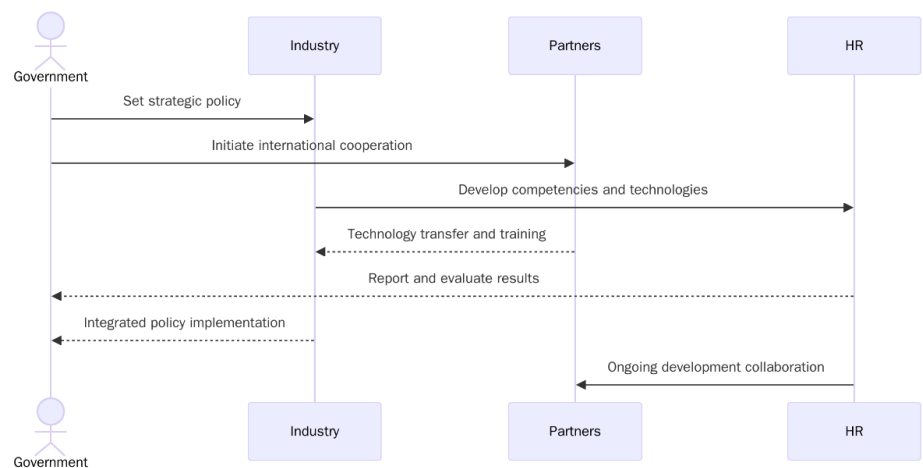 Industry
Partners
HR
Government
Set strategic policy
Initiate international cooperation
Develop competencies and technologies
Technology transfer and training
Report and evaluate results
Integrated policy implementation
Ongoing development collaboration
Industry
Partners
HR
Government